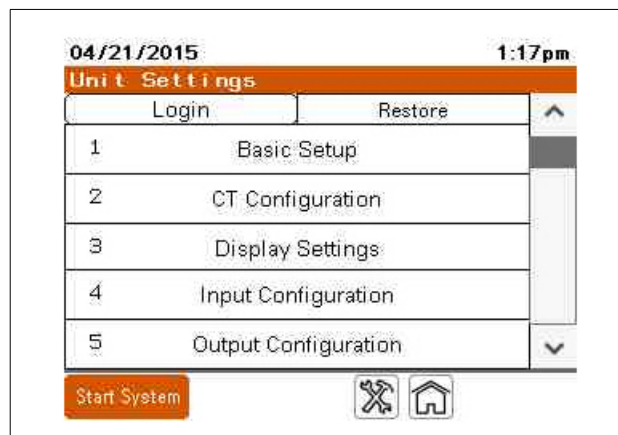 04/21/2015 1:17pm
Unit Settings
Login Restore
1 Basic Setup
2 CT Configuration
3 Display Settings
4 Input Configuration
5 Output Configuration
Start System